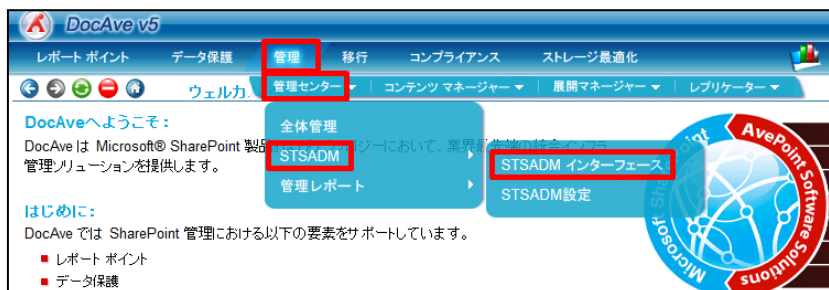 DocAve v5
レポート ポイント データ保護 管理 移行 コンプライアンス ストレージ最適化
ウェルカ 管理センター コンテンツ マネージャー 展開マネージャー レプリケーター
DocAveへようこそ：
全体管理
DocAve は Microsoft® SharePoint 製品 ジーにおいて、業界最先端の統合インフラ
STSADM
STSADM インターフェース
管理ソリューションを提供します。
管理レポート
STSADM設定
はじめに：
DocAve では SharePoint 管理における以下の要素をサポートしています。
レポート ポイント
データ保護
AvePoint Software Solutions
Microsoft SharePoint